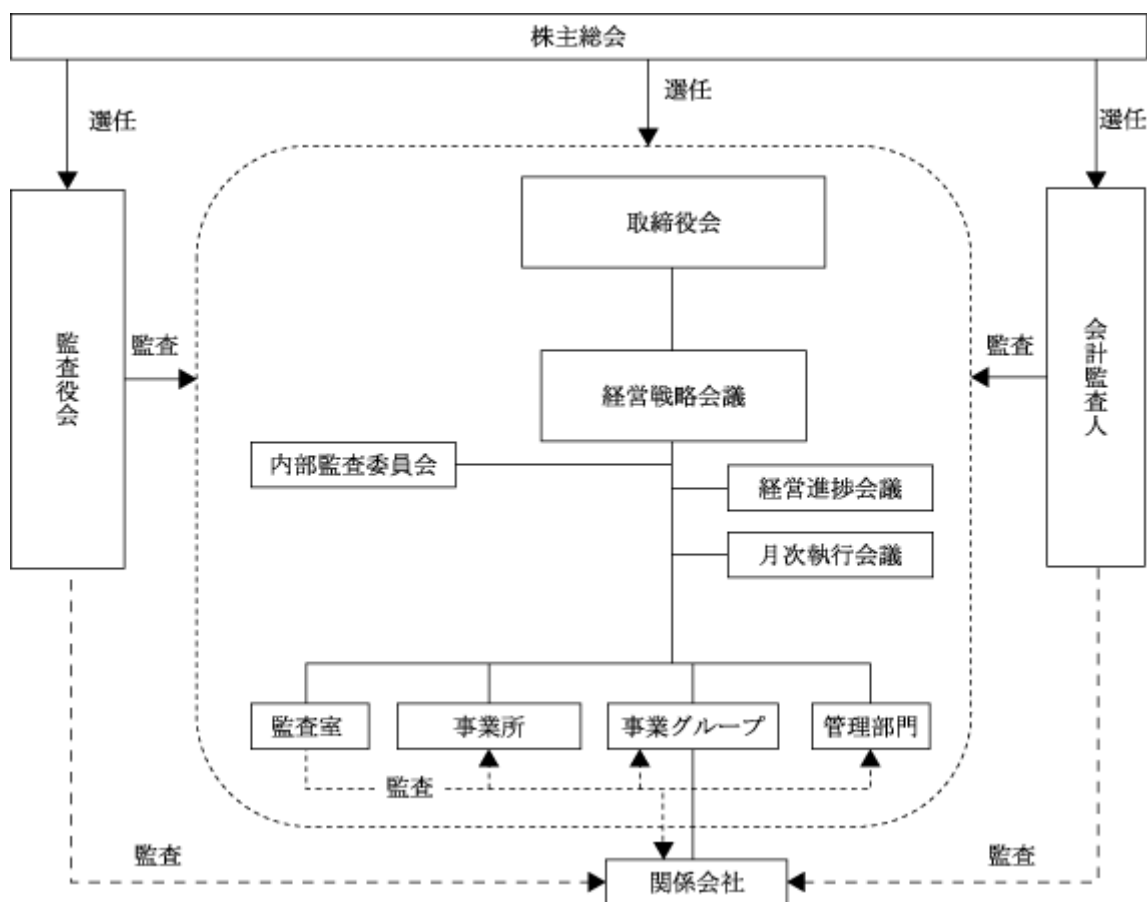 株主総会
選任
選任
選任
取締役会
監査役会
監査
監査
会計監査人
経営戦略会議
内部監査委員会
経営進捗会議
月次執行会議
監査室
事業所
事業グループ
管理部門
監査
監査
監査
関係会社